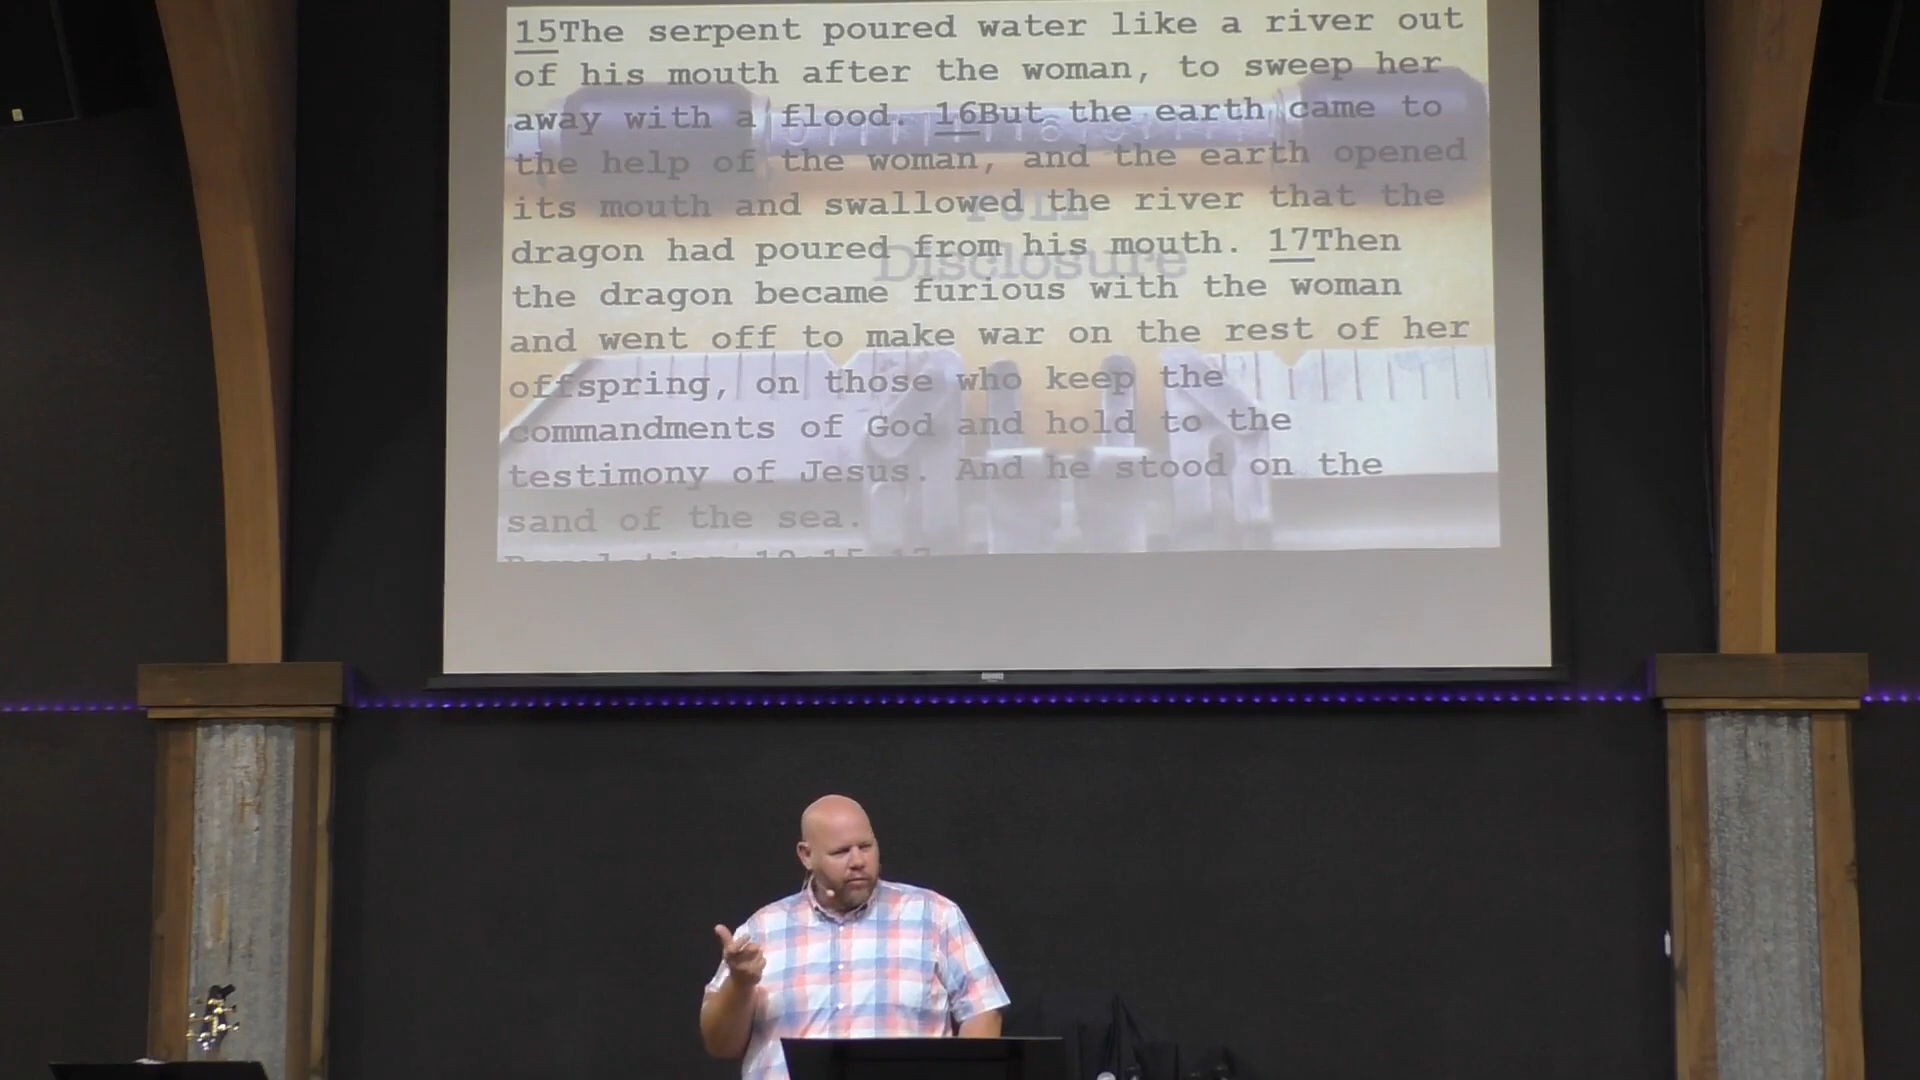 15The serpent poured water like a river out
of his mouth after the woman, to sweep her
away with a flood. 16But the earth came to
the help of the woman, and the earth opened
its mouth and swallowed the river that the
dragon had poured from his mouth. 17Then
the dragon became furious with the woman
and went off to make war on the rest of her
offspring, on those who keep the
commandments of God and hold to the
testimony of Jesus. And he stood on the
sand of the sea.
Full
Disclosure